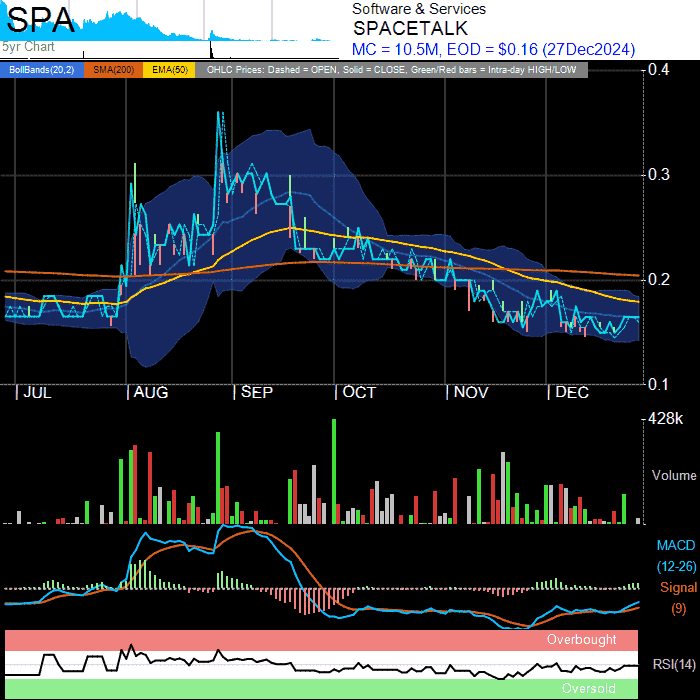 SPA
Software & Services
SPACETALK
5yr Chart
MC = 10.5M, EOD = $0.16 (27Dec2024)
BollBands(20,2) SMA(200) EMA(50) OHLC Prices: Dashed = OPEN, Solid = CLOSE, Green/Red bars = Intra-day HIGH/LOW
0.4
0.3
0.2
0.1
JUL AUG SEP OCT NOV DEC
428k
Volume
MACD
(12-26)
Signal
(9)
Overbought
RSI(14)
Oversold